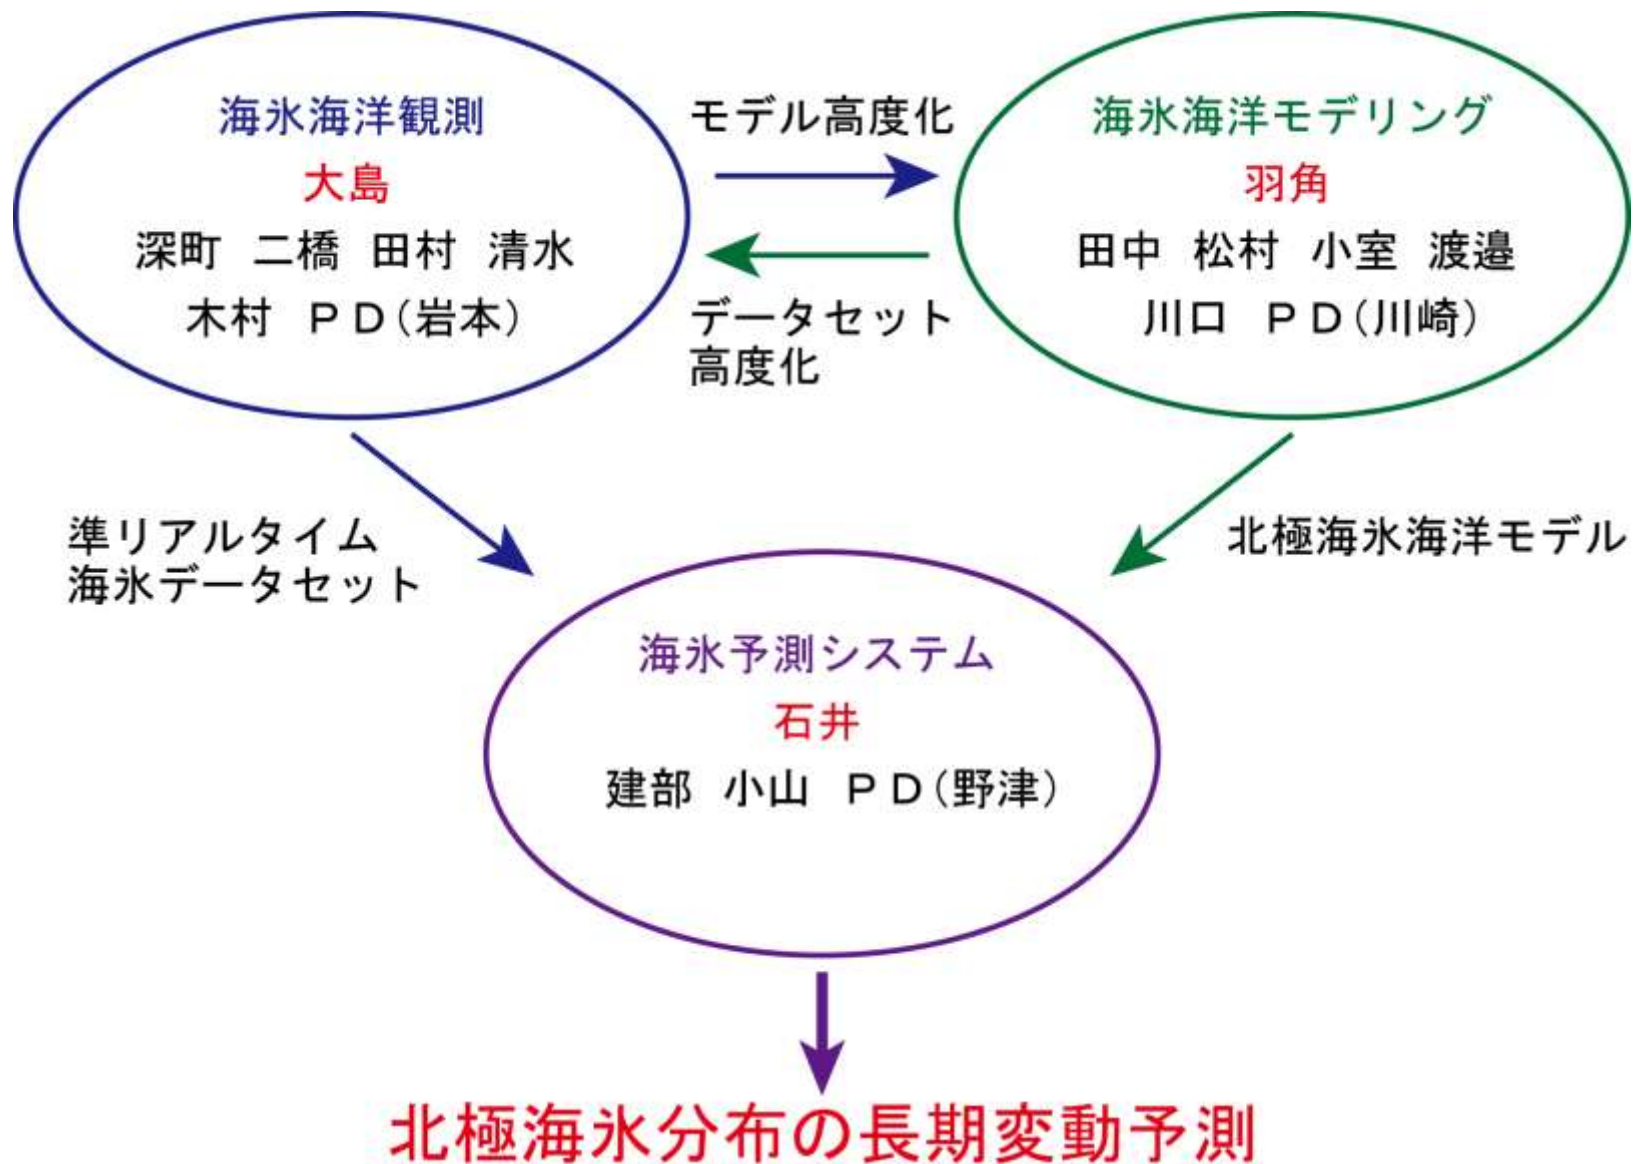 海氷海洋観測
大島
深町 二橋 田村 清水
木村 ＰＤ（岩本）
モデル高度化
データセット
高度化
海氷海洋モデリング
羽角
田中 松村 小室 渡邉
川口 ＰＤ（川崎）
準リアルタイム
海氷データセット
北極海氷海洋モデル
海氷予測システム
石井
建部 小山 ＰＤ（野津）
北極海氷分布の長期変動予測